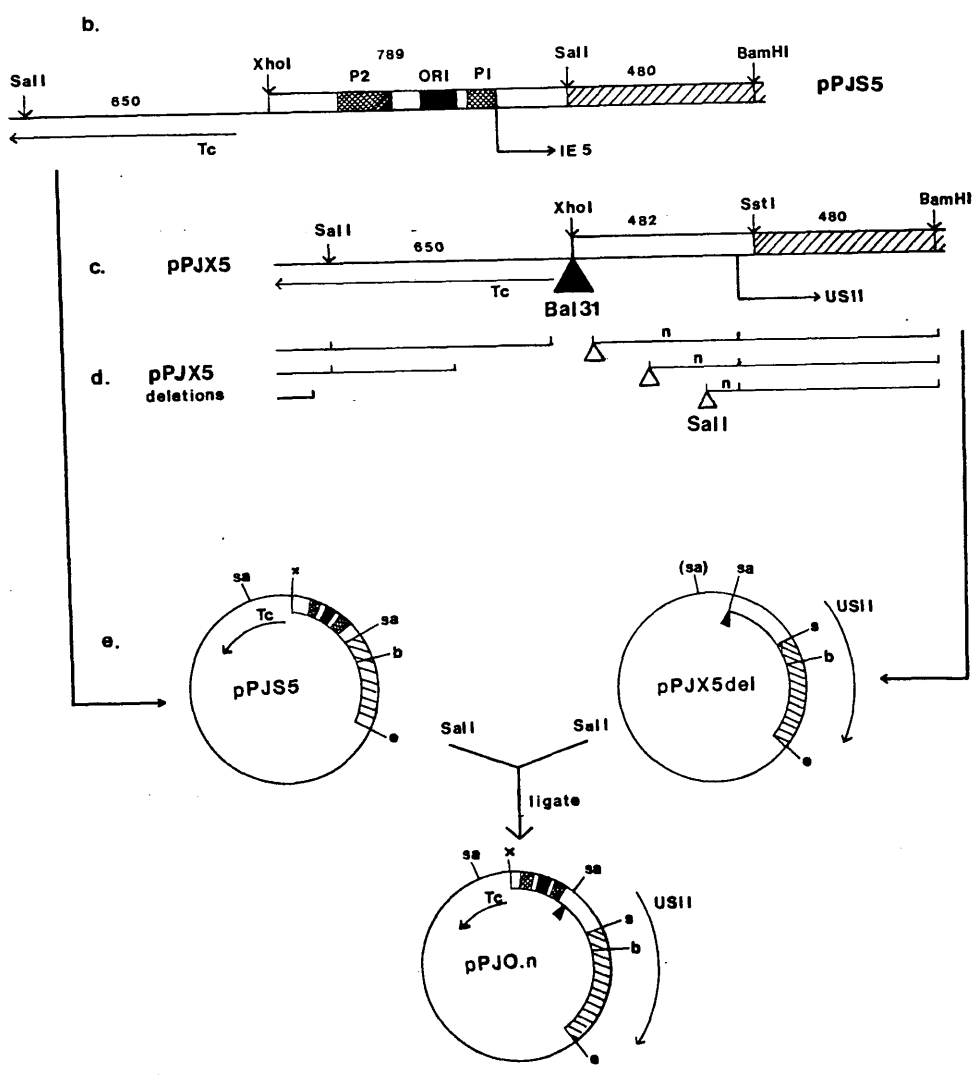 b.
SalI
650
XhoI
789
P2
ORI
P1
SalI
480
BamHI
pPJS5
Tc
IE 5
c.
pPJX5
SalI
650
XhoI
482
SstI
480
BamHI
Tc
Bal31
US11
d.
pPJX5
deletions
n
n
n
SalI
e.
sa
x
Tc
sa
b
pPJS5
e
(sa)
sa
US11
s
b
pPJX5del
e
SalI
SalI
ligate
sa
x
sa
Tc
US11
s
b
pPJO.n
e